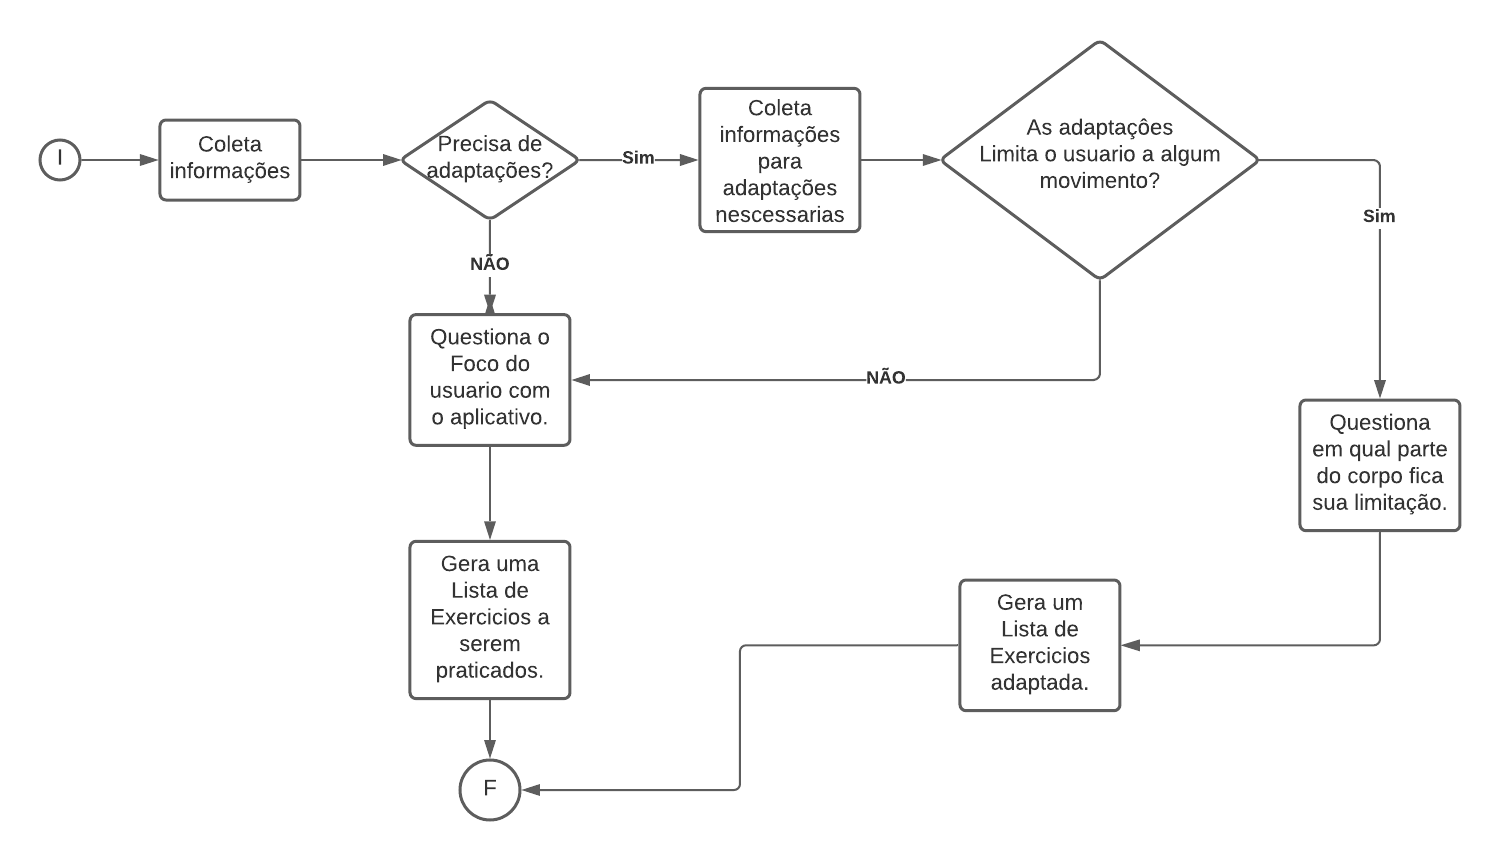 I
Coleta
informações
Precisa de
adaptações?
Sim
Coleta
informações
para
adaptações
nescessarias
As adaptaçôes
Limita o usuario a algum
movimento?
Sim
NÃO
Questiona o
Foco do
usuario com
o aplicativo.
NÃO
Questiona
em qual parte
do corpo fica
sua limitação.
Gera uma
Lista de
Exercicios a
serem
praticados.
Gera um
Lista de
Exercicios
adaptada.
F